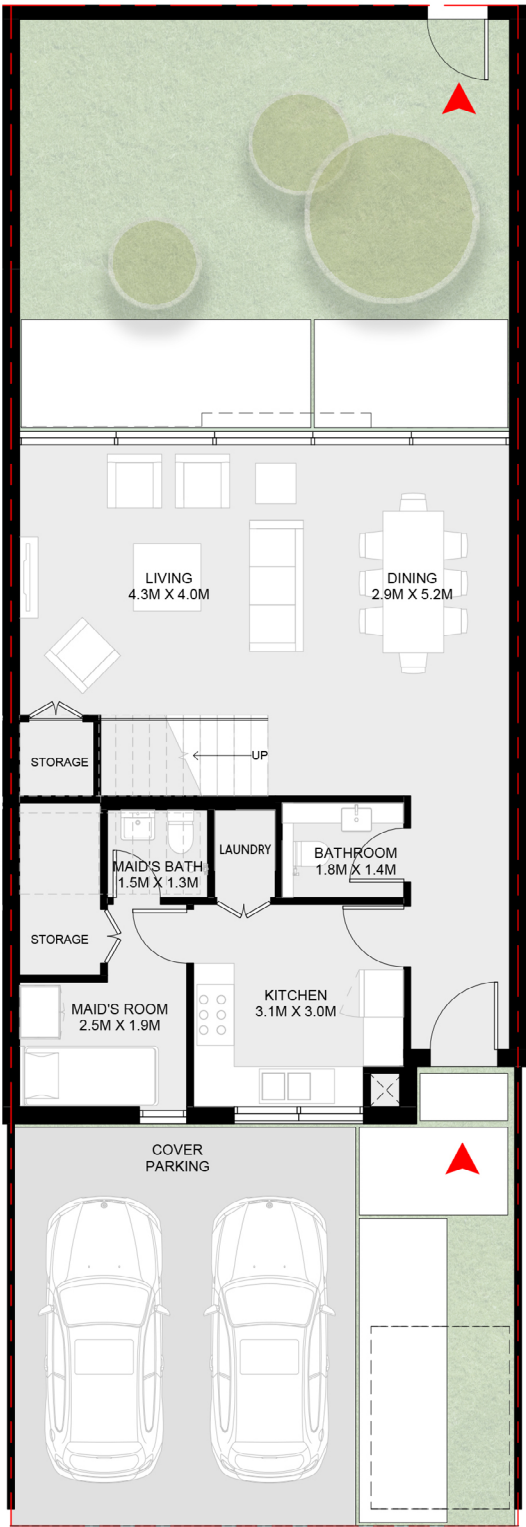 LIVING
4.3M X 4.0M
DINING
2.9M X 5.2M
STORAGE
UP
MAID'S BATH
1.5M X 1.3M
LAUNDRY
BATHROOM
1.8M X 1.4M
STORAGE
MAID'S ROOM
2.5M X 1.9M
KITCHEN
3.1M X 3.0M
COVER
PARKING